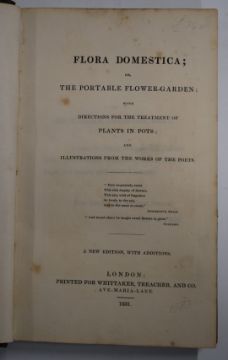 FLORA DOMESTICA;
OR,
THE PORTABLE FLOWER-GARDEN;
WITH
DIRECTIONS FOR THE TREATMENT OF
PLANTS IN POTS;
AND
ILLUSTRATIONS FROM THE WORKS OF THE POETS.
A NEW EDITION, WITH ADDITIONS.
LONDON:
PRINTED FOR WHITTAKER, TREACHER, AND CO.
AVE-MARIA-LANE.